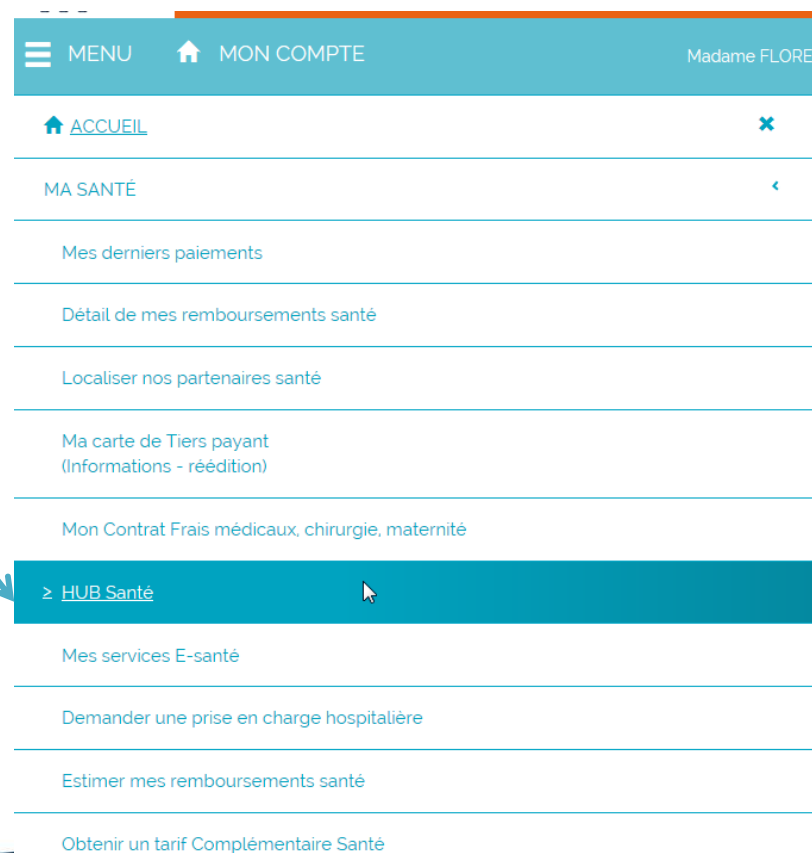 MENU MON COMPTE Madame FLORE
ACCUEIL
MA SANTÉ
Mes derniers paiements
Détail de mes remboursements santé
Localiser nos partenaires santé
Ma carte de Tiers payant
(Informations - réédition)
Mon Contrat Frais médicaux, chirurgie, maternité
> HUB Santé
Mes services E-santé
Demander une prise en charge hospitalière
Estimer mes remboursements santé
Obtenir un tarif Complémentaire Santé